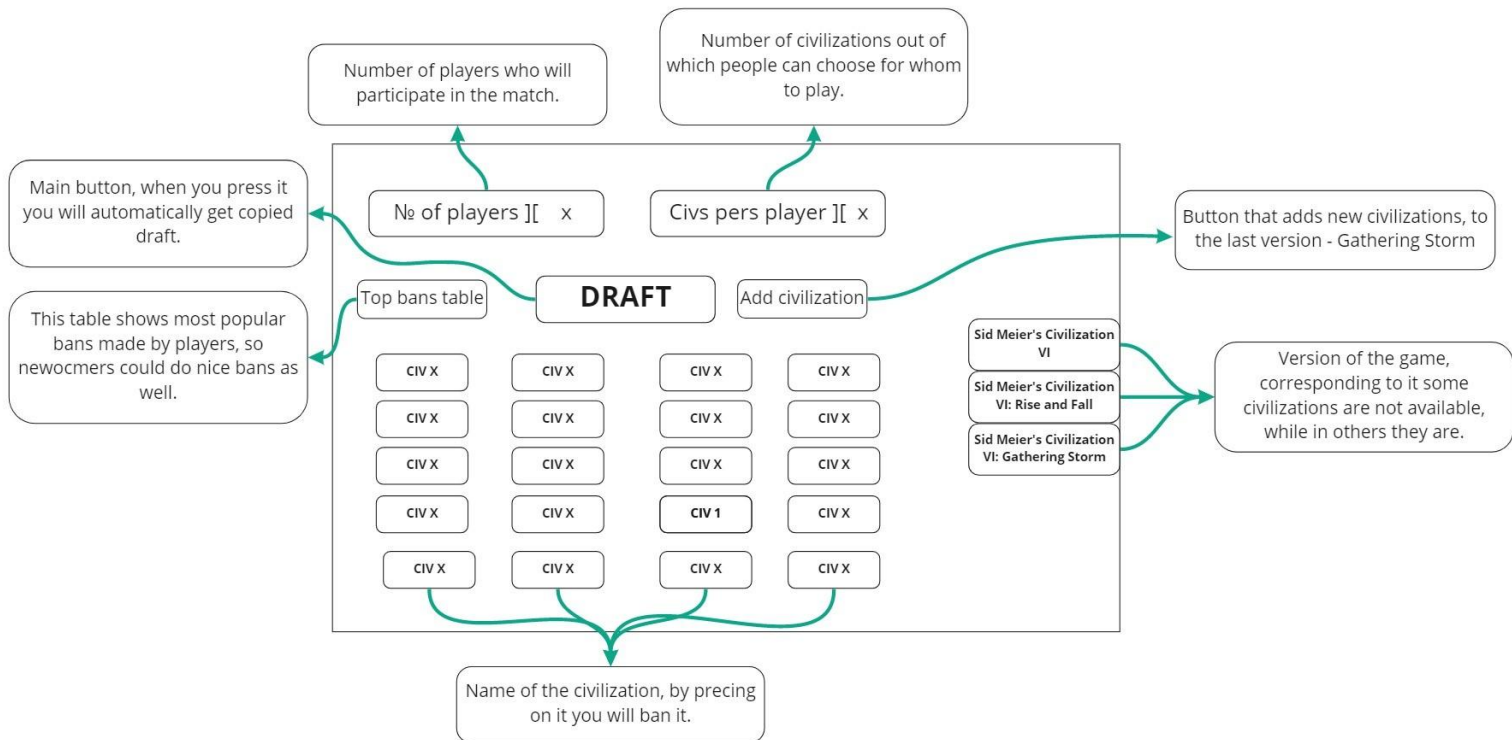 Number of players who will
participate in the match.
Number of civilizations out of
which people can choose for whom
to play.
Main button, when you press it
you will automatically get copied
draft.
№ of players ][ x
Civs pers player ][ x
Button that adds new civilizations, to
the last version - Gathering Storm
Top bans table
DRAFT
Add civilization
This table shows most popular
bans made by players, so
newocmers could do nice bans as
well.
Sid Meier's Civilization
VI
Sid Meier's Civilization
VI: Rise and Fall
Sid Meier's Civilization
VI: Gathering Storm
Version of the game,
corresponding to it some
civilizations are not available,
while in others they are.
CIV X CIV X CIV X CIV X
CIV X CIV X CIV X CIV X
CIV X CIV X CIV X CIV X
CIV X CIV X CIV 1 CIV X
CIV X CIV X CIV X CIV X
Name of the civilization, by precing
on it you will ban it.